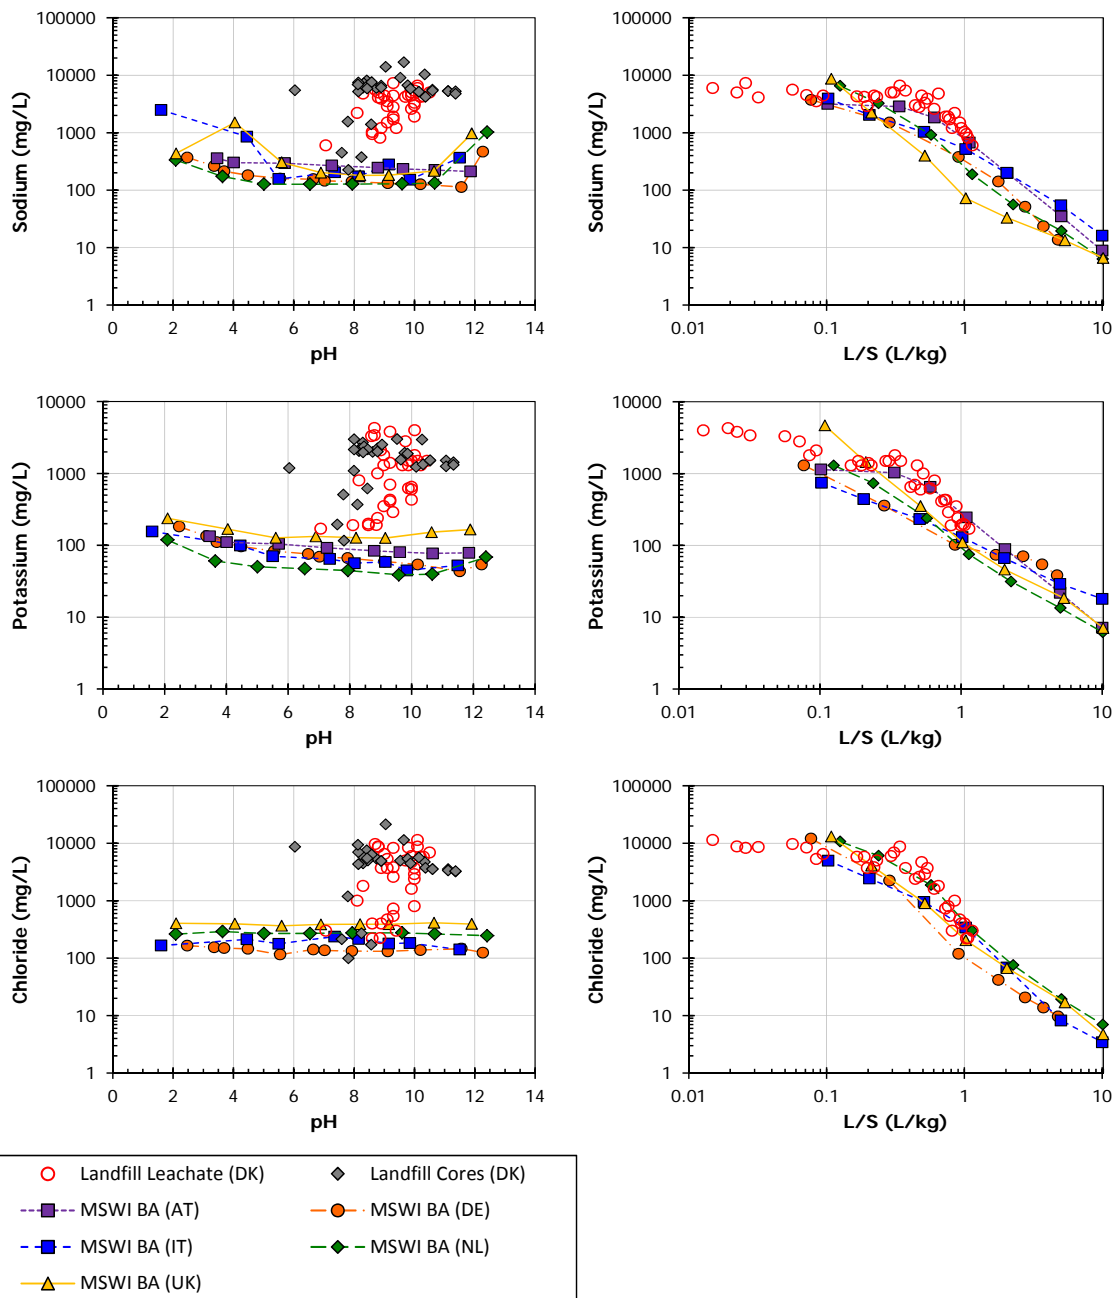 100000
10000
1000
100
10
1
Sodium (mg/L)
0 2 4 6 8 10 12 14
pH
100000
10000
1000
100
10
1
Sodium (mg/L)
0.01 0.1 1 10
L/S (L/kg)
10000
1000
100
10
1
Potassium (mg/L)
0 2 4 6 8 10 12 14
pH
10000
1000
100
10
1
Potassium (mg/L)
0.01 0.1 1 10
L/S (L/kg)
100000
10000
1000
100
10
1
Chloride (mg/L)
0 2 4 6 8 10 12 14
pH
100000
10000
1000
100
10
1
Chloride (mg/L)
0.01 0.1 1 10
L/S (L/kg)
Landfill Leachate (DK) Landfill Cores (DK)
MSWI BA (AT) MSWI BA (DE)
MSWI BA (IT) MSWI BA (NL)
MSWI BA (UK)